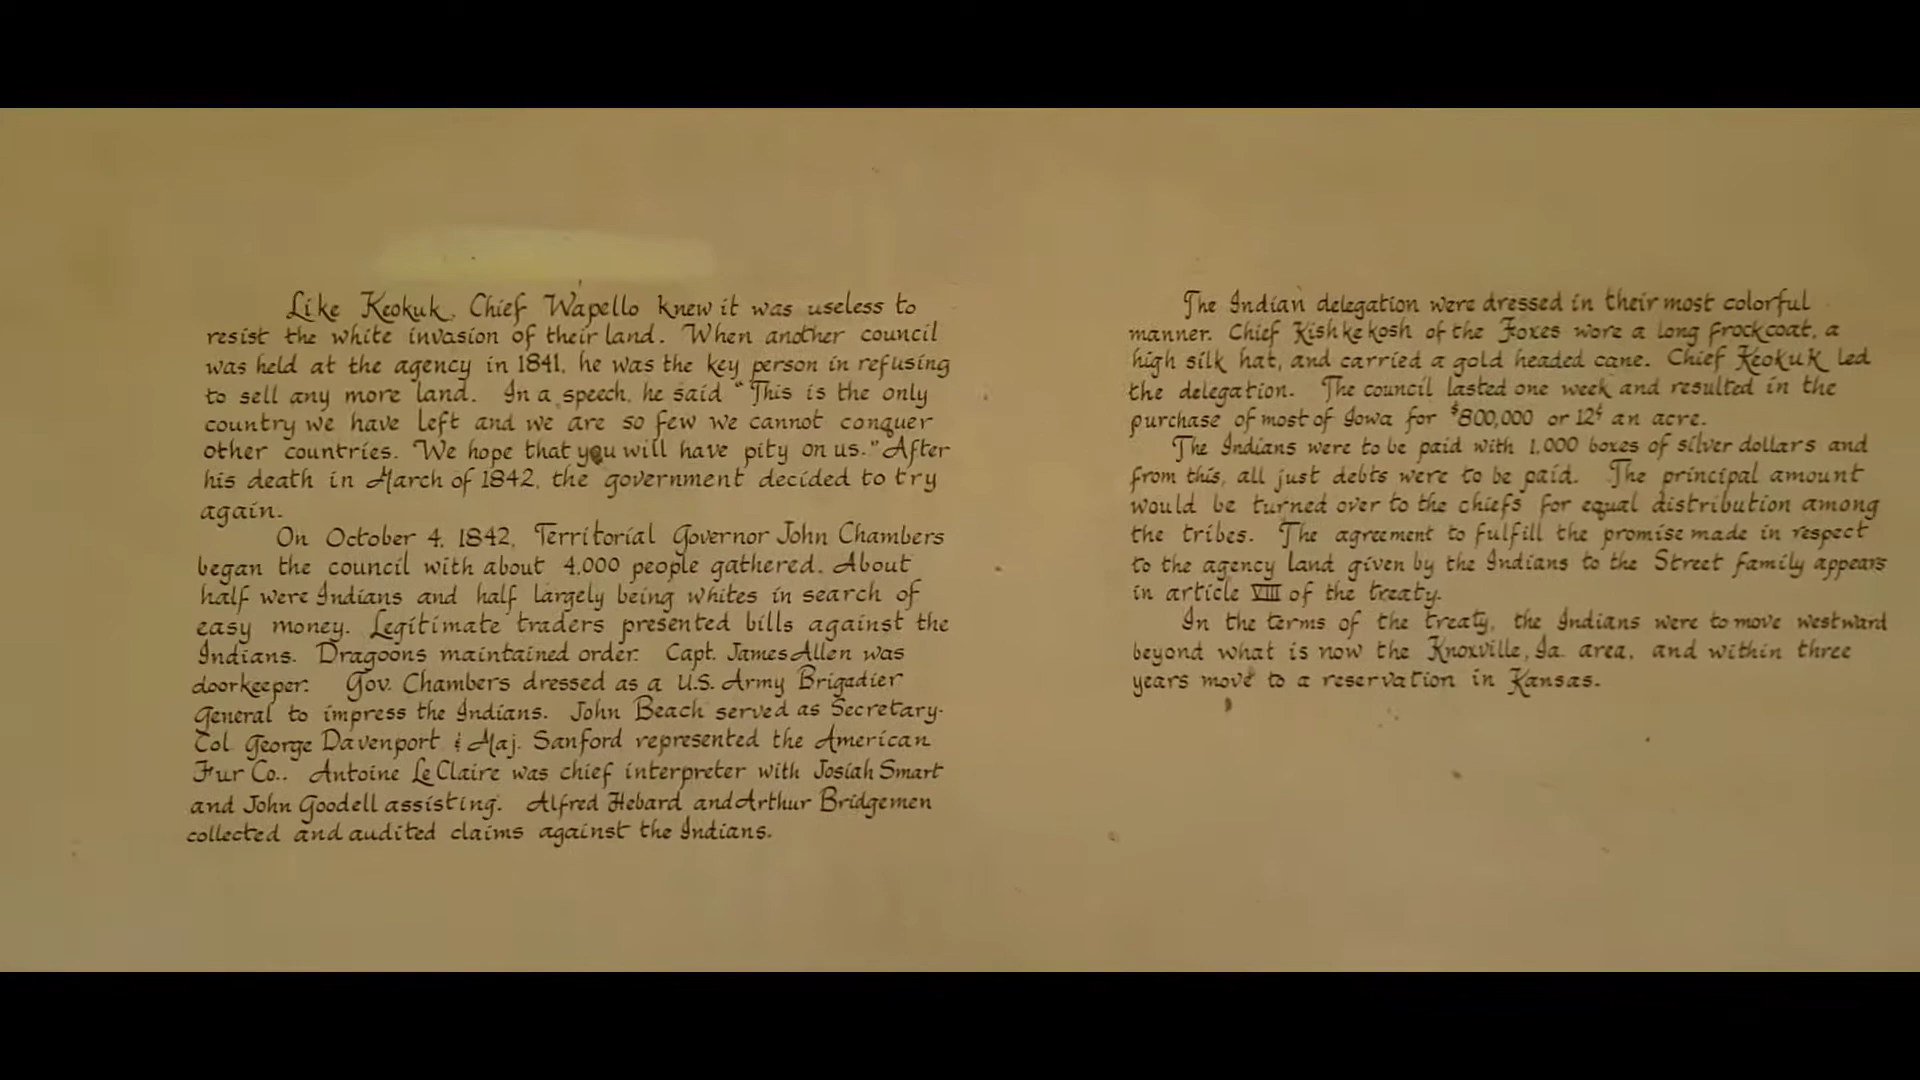 Like Keokuk, Chief Wapello knew it was useless to
resist the white invasion of their land. When another council
was held at the agency in 1841, he was the key person in refusing
to sell any more land. In a speech, he said "This is the only
country we have left and we are so few we cannot conquer
other countries. We hope that you will have pity on us." After
his death in March of 1842, the government decided to try
again.
On October 4, 1842, Territorial Governor John Chambers
began the council with about 4,000 people gathered. About
half were Indians and half largely being whites in search of
easy money. Legitimate traders presented bills against the
Indians. Dragoons maintained order. Capt. James Allen was
doorkeeper. Gov. Chambers dressed as a U.S. Army Brigadier
General to impress the Indians. John Beach served as Secretary.
Col. George Davenport & Maj. Sanford represented the American
Fur Co.. Antoine LeClaire was chief interpreter with Josiah Smart
and John Goodell assisting. Alfred Hebard and Arthur Bridgemen
collected and audited claims against the Indians.
The Indian delegation were dressed in their most colorful
manner. Chief Kishkekosh of the Foxes wore a long frockcoat, a
high silk hat, and carried a gold headed cane. Chief Keokuk led
the delegation. The council lasted one week and resulted in the
purchase of most of Iowa for $800,000 or 12¢ an acre.
The Indians were to be paid with 1,000 boxes of silver dollars and
from this, all just debts were to be paid. The principal amount
would be turned over to the chiefs for equal distribution among
the tribes. The agreement to fulfill the promise made in respect
to the agency land given by the Indians to the Street family appears
in article VIII of the treaty.
In the terms of the treaty, the Indians were to move westward
beyond what is now the Knoxville, Ia. area, and within three
years move to a reservation in Kansas.